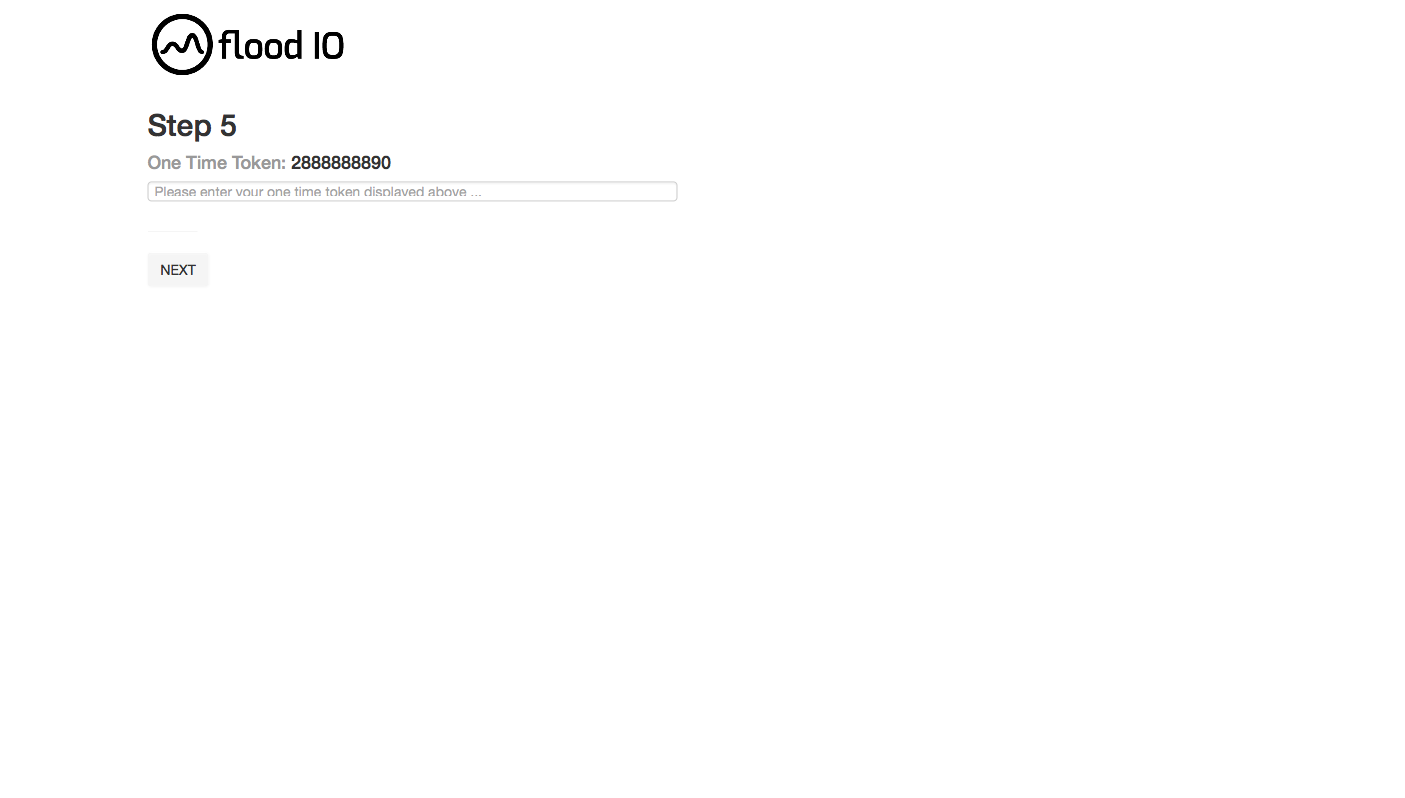 flood IO
Step 5
One Time Token: 2888888890
Please enter your one time token displayed above ...
NEXT